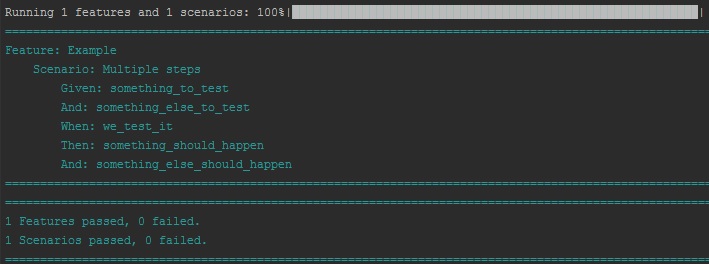 Running 1 features and 1 scenarios: 100%| |
Feature: Example
Scenario: Multiple steps
Given: something_to_test
And: something_else_to_test
When: we_test_it
Then: something_should_happen
And: something_else_should_happen
1 Features passed, 0 failed.
1 Scenarios passed, 0 failed.